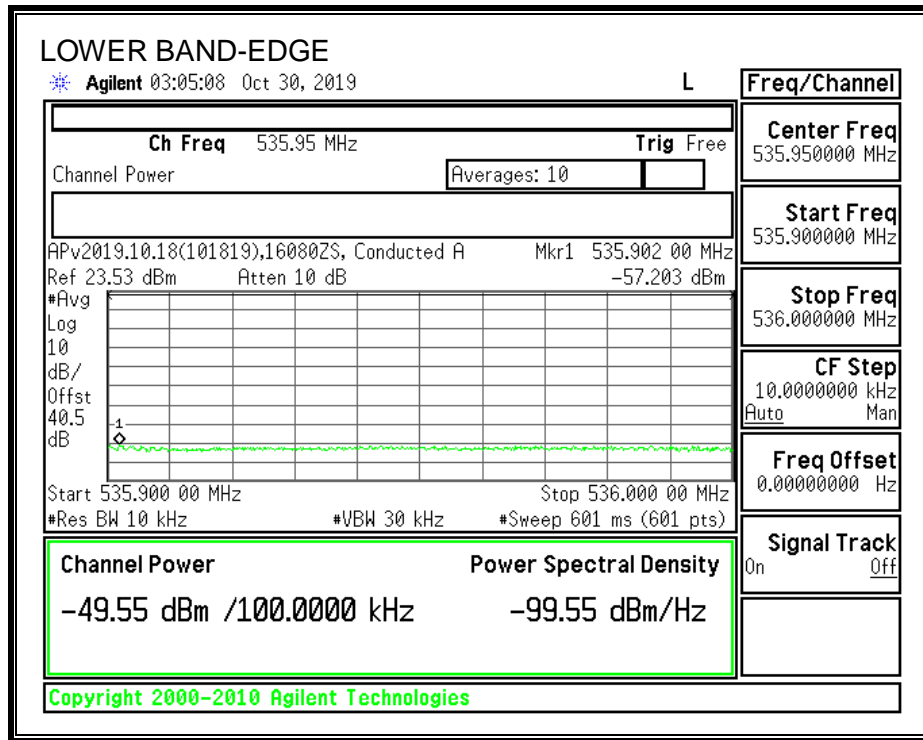 LOWER BAND-EDGE
Agilent 03:05:08 Oct 30, 2019 L Freq/Channel
Ch Freq 535.95 MHz Trig Free
Channel Power Averages: 10
APv2019.10.18(101819),16080ZS, Conducted A Mkr1 535.902 00 MHz
Ref 23.53 dBm Atten 10 dB -57.203 dBm
#Avg
Log
10
dB/
Offst
40.5
dB
1
Start 535.900 00 MHz Stop 536.000 00 MHz
#Res BW 10 kHz #VBW 30 kHz #Sweep 601 ms (601 pts)
Channel Power Power Spectral Density
-49.55 dBm /100.0000 kHz -99.55 dBm/Hz
Copyright 2000-2010 Agilent Technologies
Center Freq
535.950000 MHz
Start Freq
535.900000 MHz
Stop Freq
536.000000 MHz
CF Step
10.0000000 kHz
Auto Man
Freq Offset
0.00000000 Hz
Signal Track
On Off